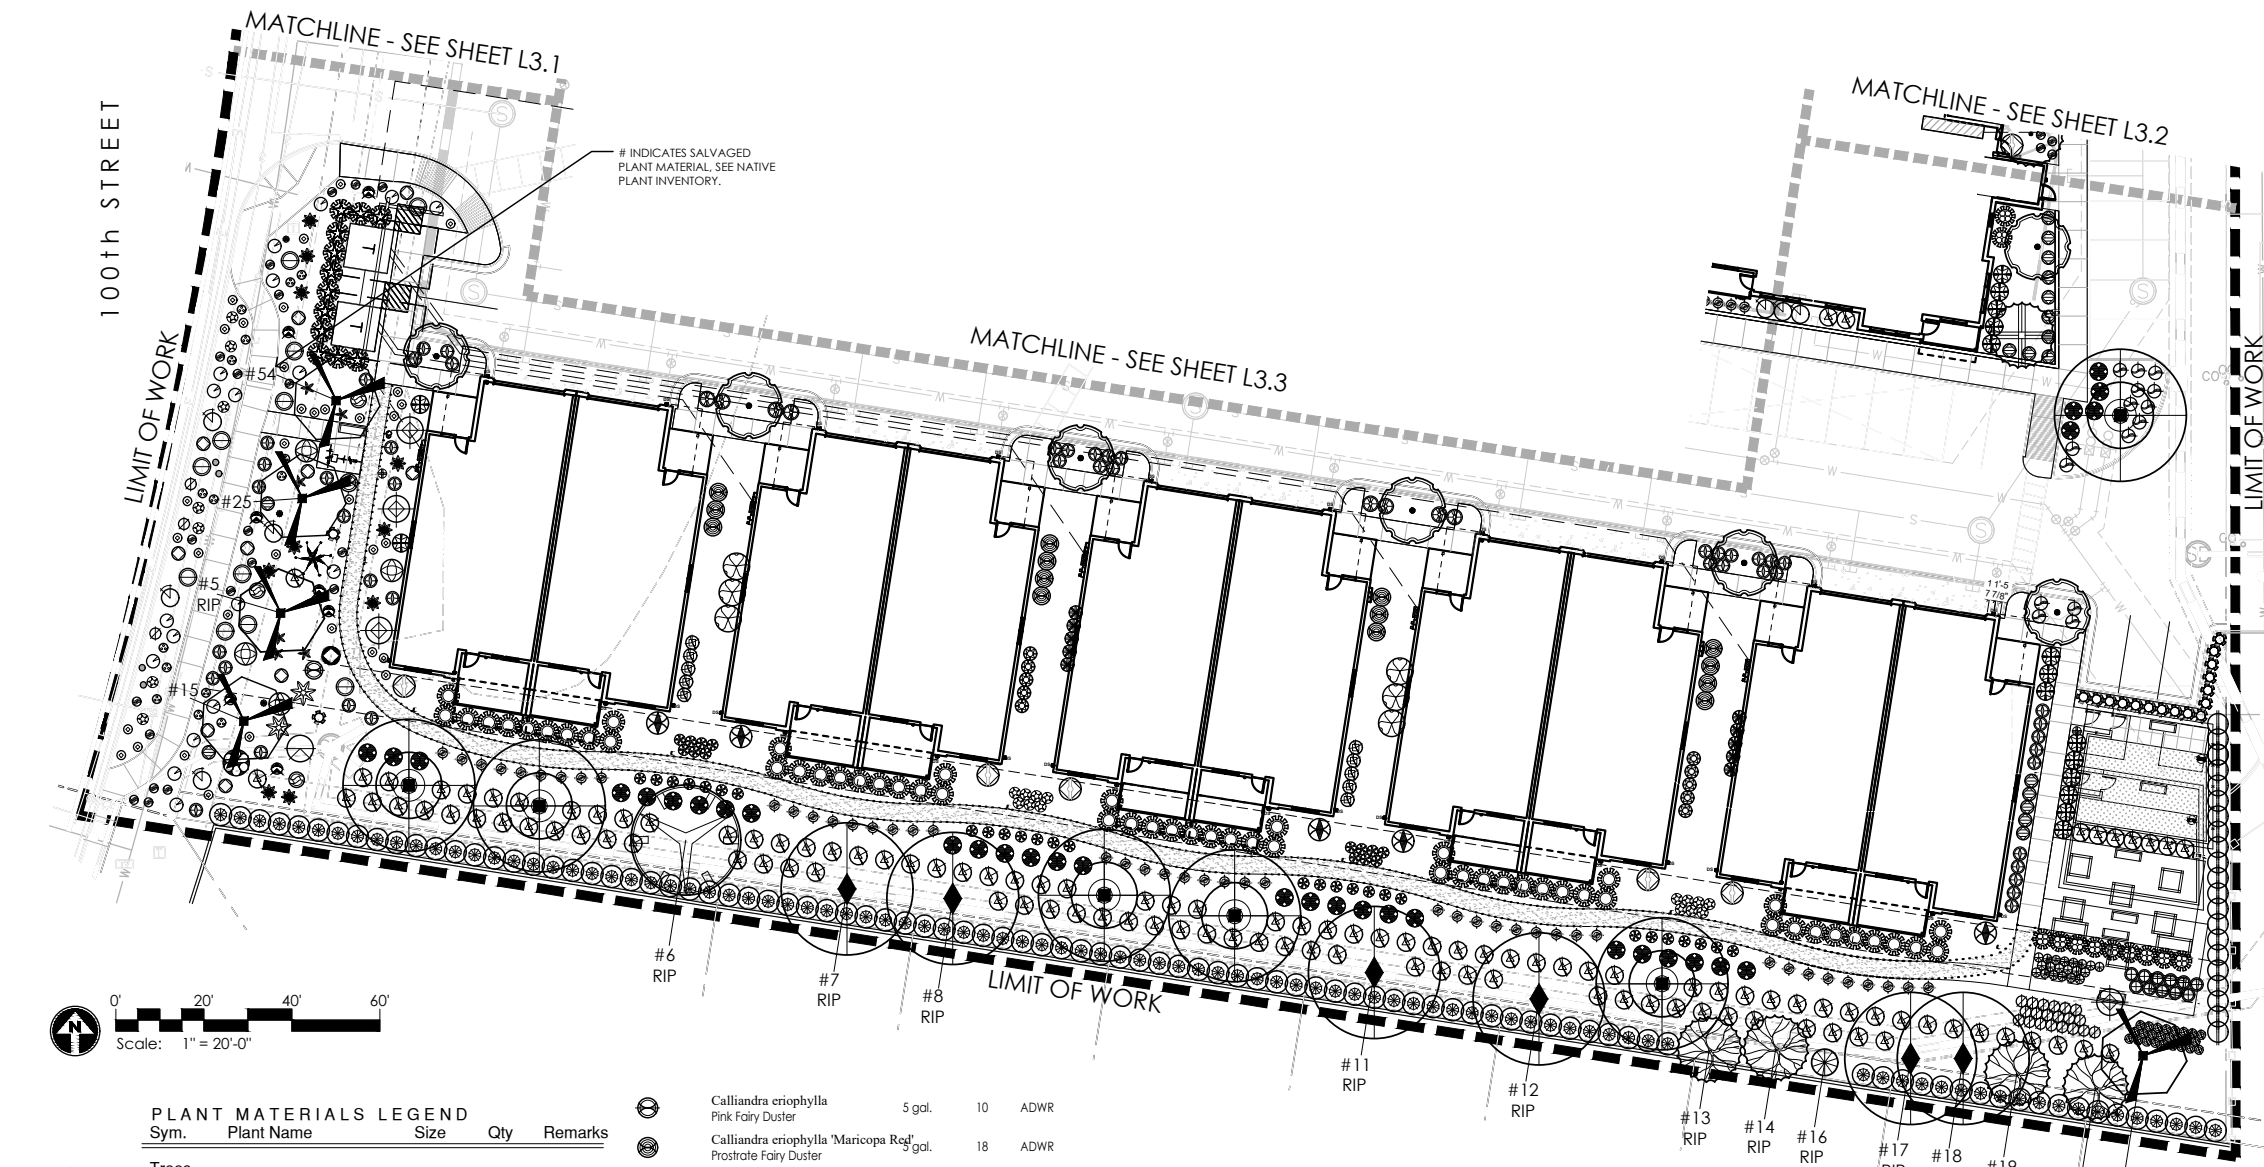 MATCHLINE - SEE SHEET L3.1
MATCHLINE - SEE SHEET L3.2
100th STREET
# INDICATES SALVAGED
PLANT MATERIAL, SEE NATIVE
PLANT INVENTORY.
MATCHLINE - SEE SHEET L3.3
LIMIT OF WORK
LIMIT OF WORK
#54
#25
#5
RIP
#15
11'-5
7 7/8"
#6
RIP
#7
RIP
#8
RIP
LIMIT OF WORK
#11
RIP
#12
RIP
#13
RIP
#14
RIP
#16
RIP
#17
#18
0' 20' 40' 60'
N
Scale: 1" = 20'-0"
PLANT MATERIALS LEGEND
Sym. Plant Name Size Qty Remarks
Calliandra eriophylla
Pink Fairy Duster
5 gal. 10 ADWR
Calliandra eriophylla 'Maricopa Red'
Prostrate Fairy Duster
5 gal. 18 ADWR